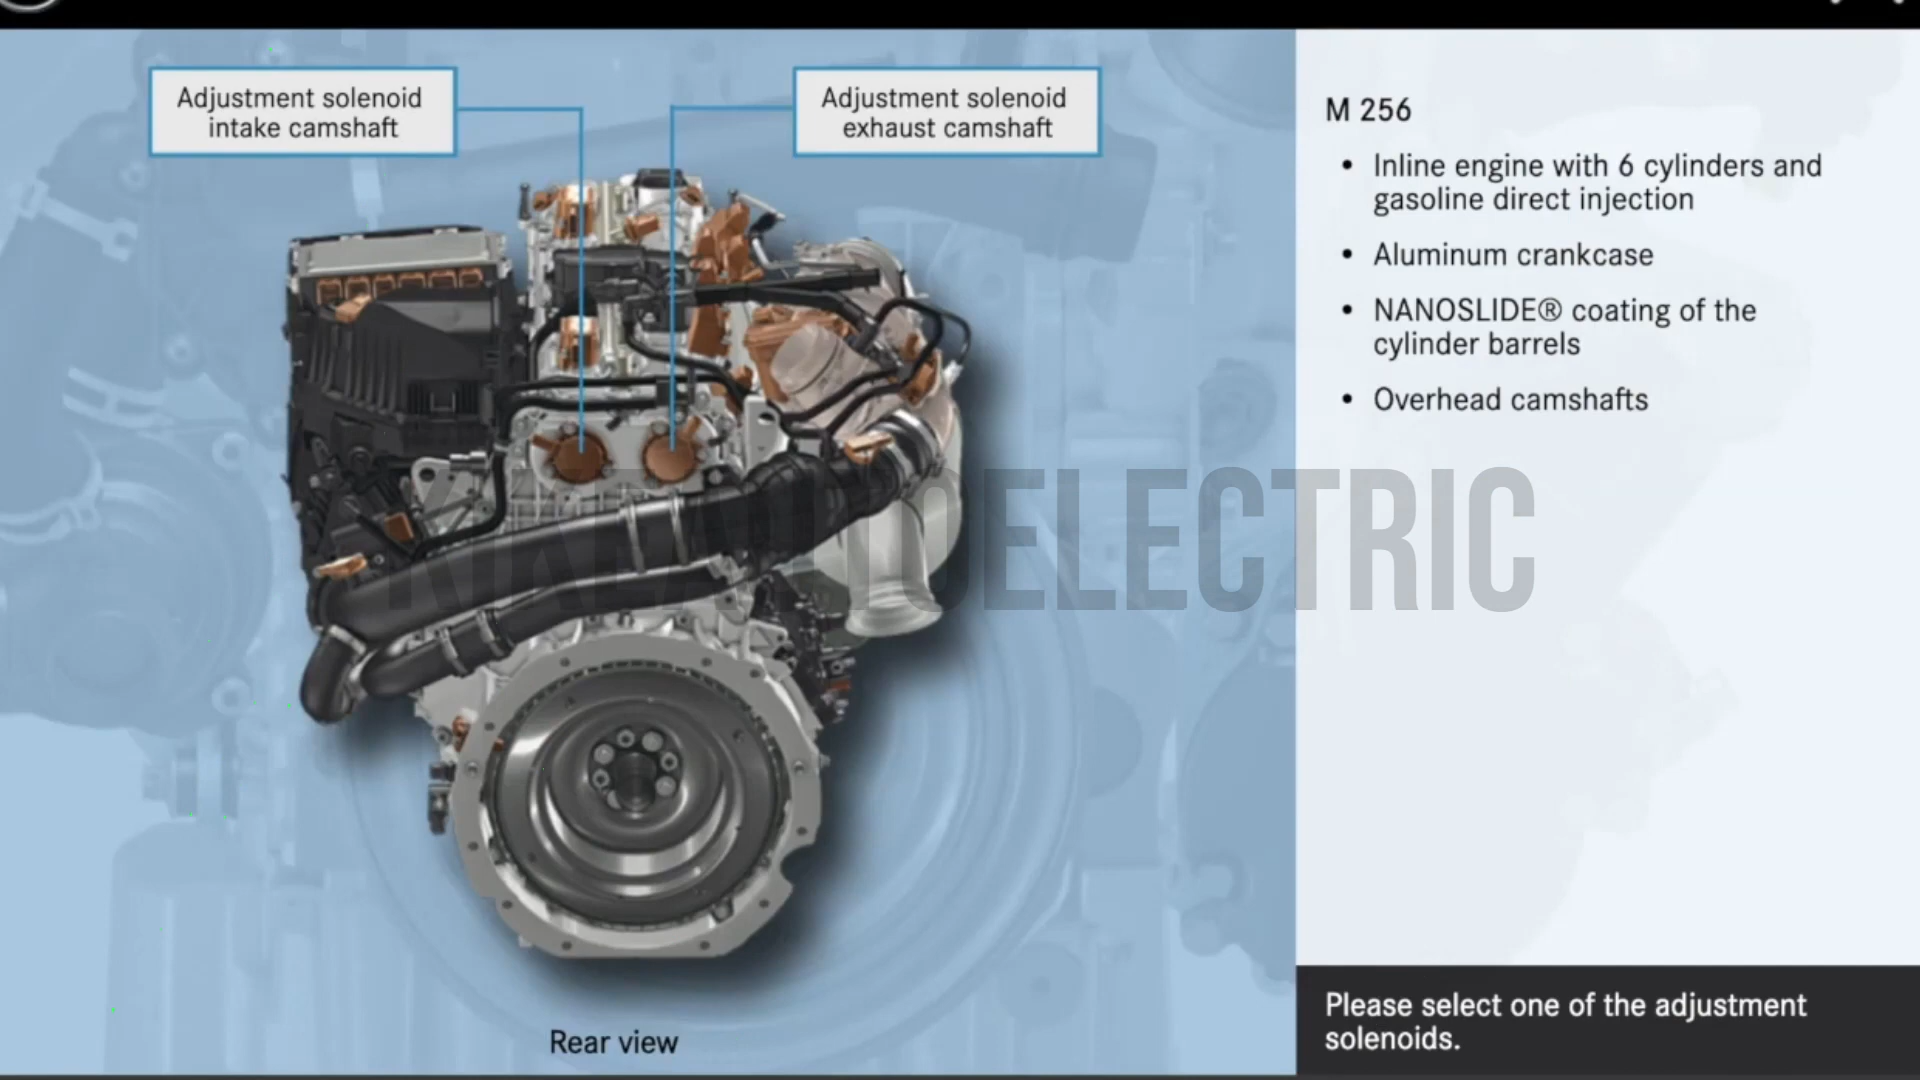 Adjustment solenoid
intake camshaft
Adjustment solenoid
exhaust camshaft
M 256
• Inline engine with 6 cylinders and
gasoline direct injection
• Aluminum crankcase
• NANOSLIDE® coating of the
cylinder barrels
• Overhead camshafts
KIKEAUTOELECTRIC
Please select one of the adjustment
solenoids.
Rear view